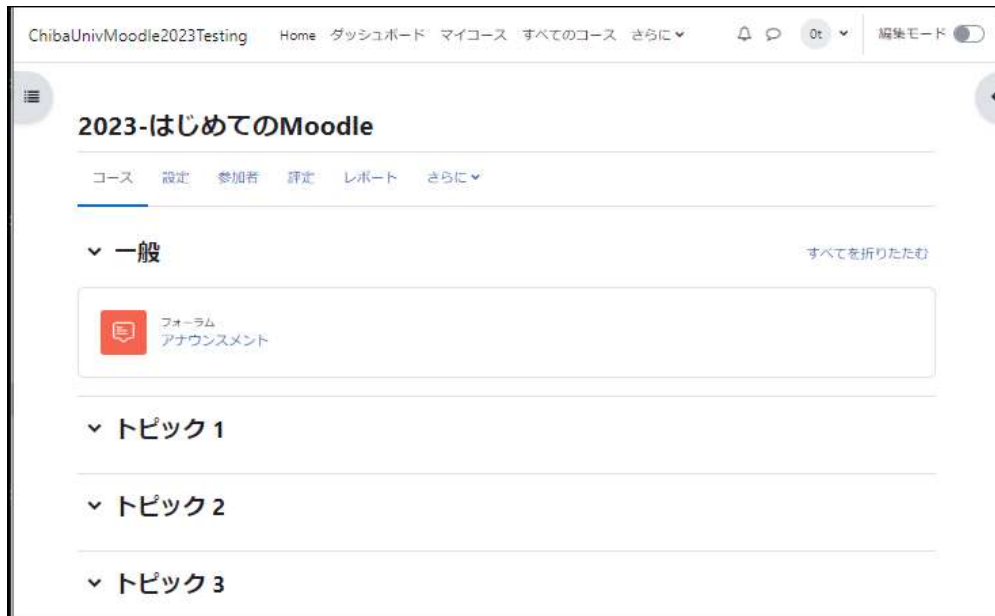 ChibaUnivMoodle2023Testing Home ダッシュボード マイコース すべてのコース さらに 0t 編集モード
2023-はじめてのMoodle
コース 設定 参加者 評定 レポート さらに
一般 すべてを折りたたむ
フォーラム
アナウンスメント
トピック 1
トピック 2
トピック 3